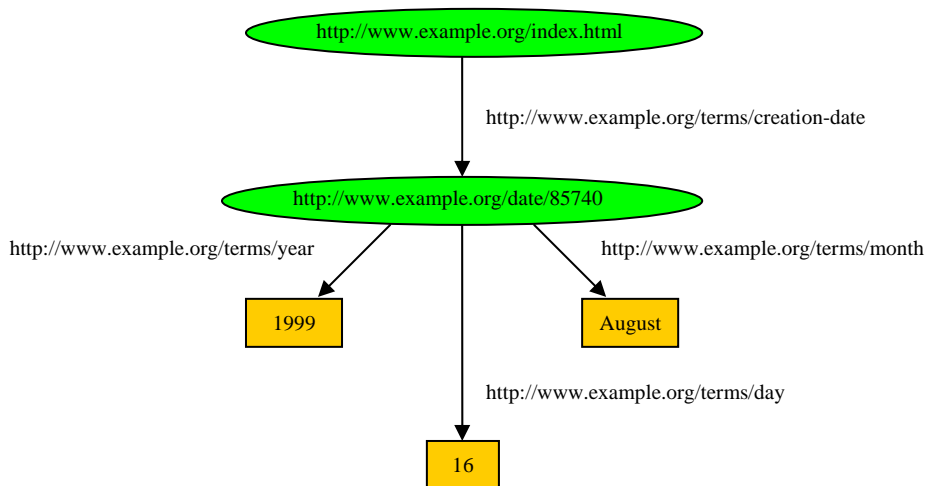 http://www.example.org/index.html
http://www.example.org/terms/creation-date
http://www.example.org/date/85740
http://www.example.org/terms/year
http://www.example.org/terms/month
1999
August
http://www.example.org/terms/day
16